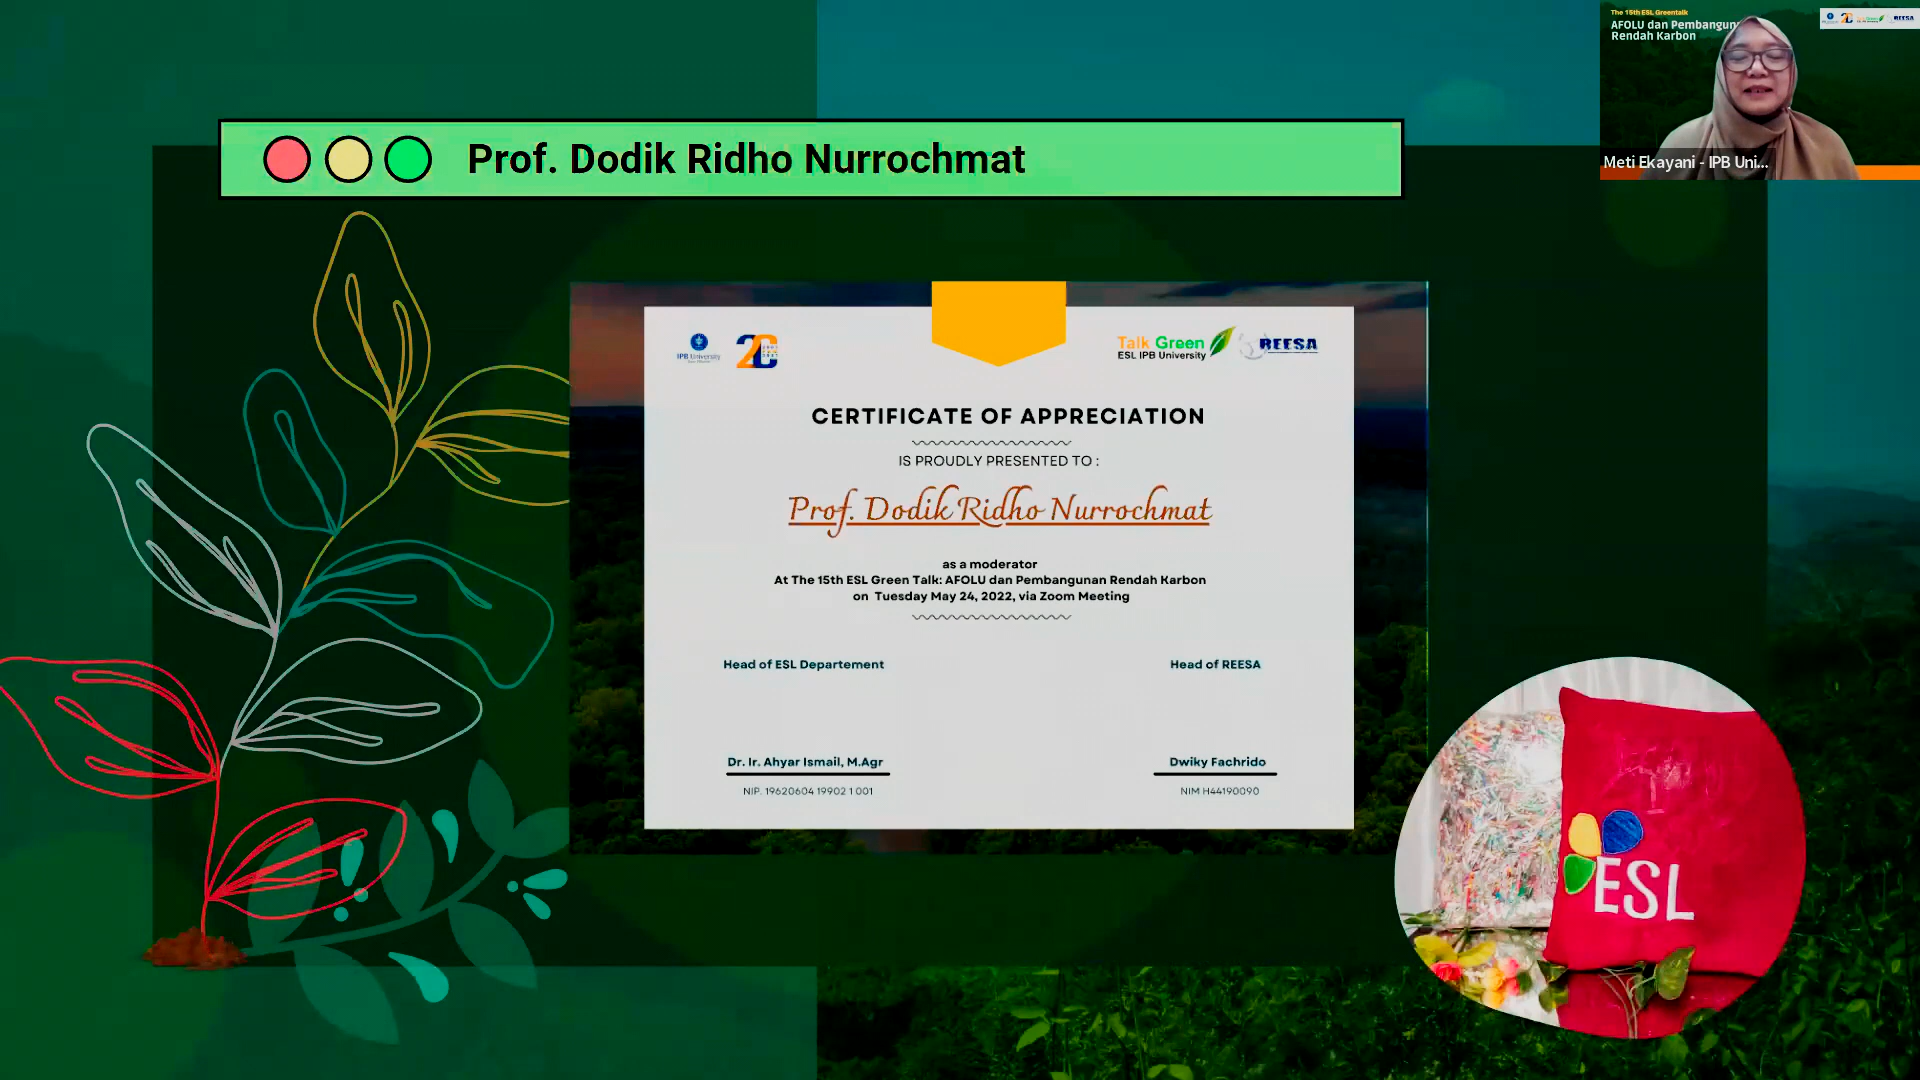 The 15th ESL Greentalk
AFOLU dan Pembangun
Rendah Karbon
REESA
Meti Ekayani - IPB Uni...
Prof. Dodik Ridho Nurrochmat
IPB University
Talk Green
ESL IPB University
REESA
CERTIFICATE OF APPRECIATION
IS PROUDLY PRESENTED TO :
Prof. Dodik Ridho Nurrochmat
as a moderator
At The 15th ESL Green Talk: AFOLU dan Pembangunan Rendah Karbon
on Tuesday May 24, 2022, via Zoom Meeting
Head of ESL Departement
Head of REESA
Dr. Ir. Ahyar Ismail, M.Agr
Dwiky Fachrido
NIP. 19620604 19902 1 001
NIM H44190090
ESL